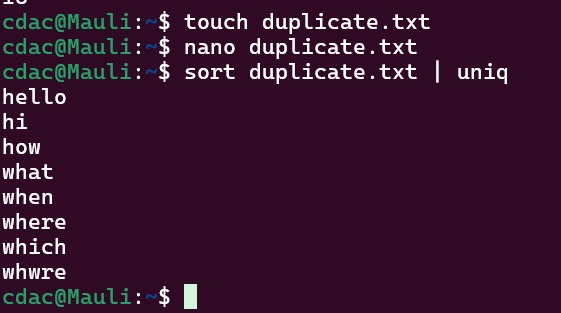 cdac@Mauli:~$ touch duplicate.txt
cdac@Mauli:~$ nano duplicate.txt
cdac@Mauli:~$ sort duplicate.txt | uniq
hello
hi
how
what
when
where
which
whwre
cdac@Mauli:~$